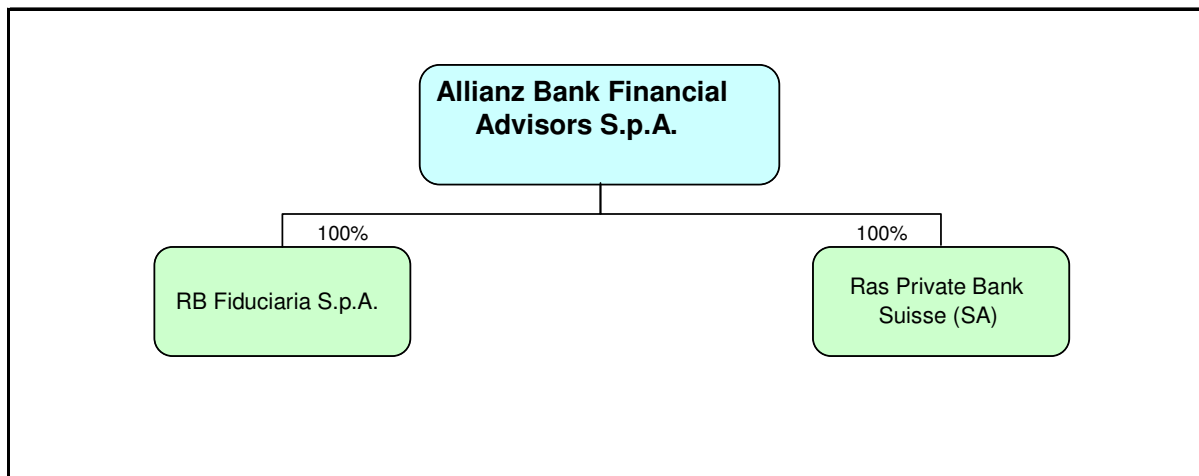 Allianz Bank Financial
Advisors S.p.A.
100%
100%
RB Fiduciaria S.p.A.
Ras Private Bank
Suisse (SA)